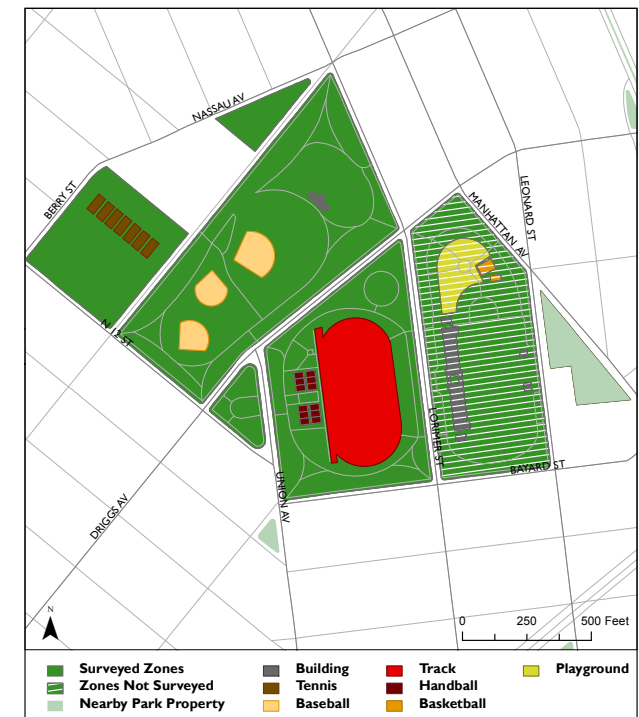 NASSAU AV
BERRY ST
MANHATTAN AV
LEONARD ST
N 12 ST
LORIMER ST
BAYARD ST
UNION AV
DRIGGS AV
N
0 250 500 Feet
Surveyed Zones
Zones Not Surveyed
Nearby Park Property
Building
Tennis
Baseball
Track
Handball
Basketball
Playground